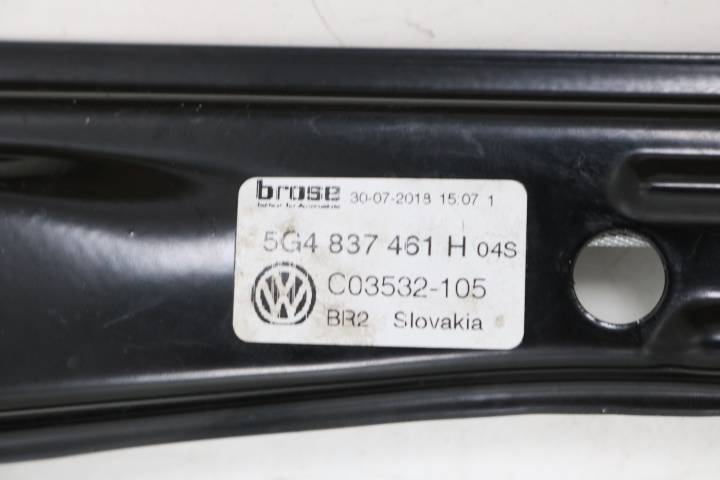 brose 30-07-2018 15:07 1
5G4 837 461 H 04S
C03532-105
BR2 Slovakia